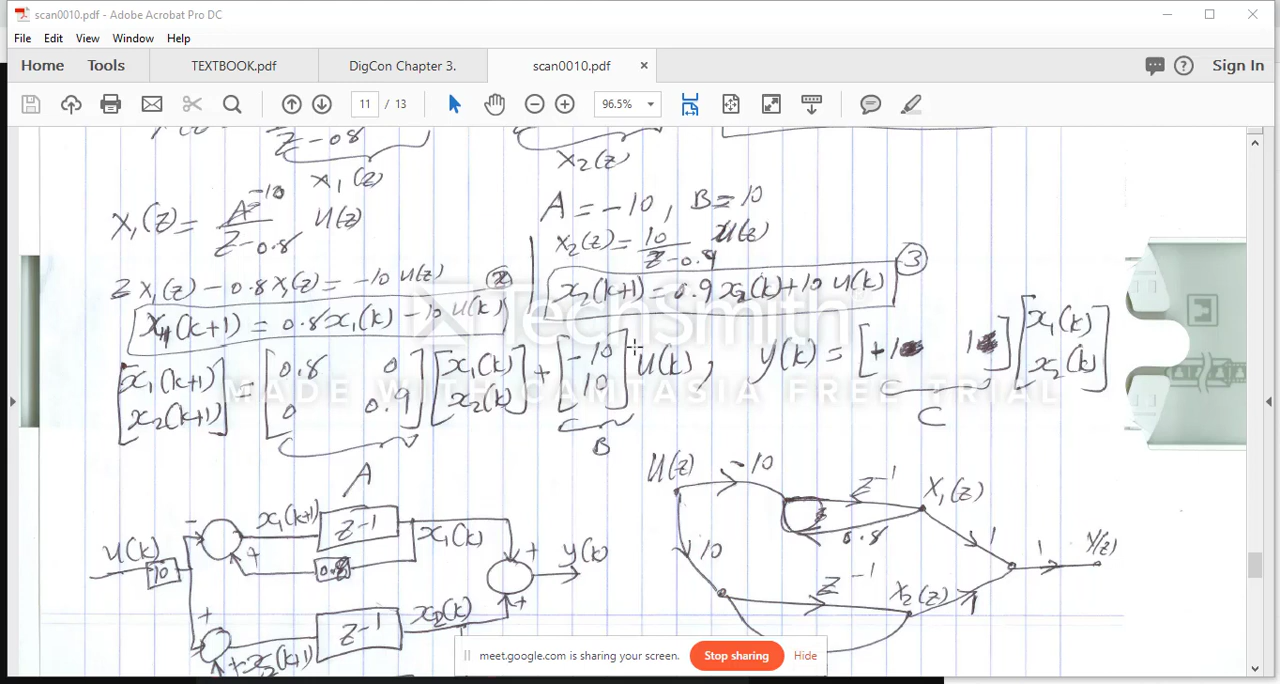 scan0010.pdf - Adobe Acrobat Pro DC
File Edit View Window Help
Home Tools TEXTBOOK.pdf DigCon Chapter 3. scan0010.pdf × Sign In
11 / 13 96.5%
Z-0.8
X₁(z) X₂(z)
X₁(z) = -10 / Z-0.8 U(z)
A = -10, B = 10
X₂(z) = 10 / Z-0.9 U(z)
Z X₁(z) - 0.8 X₁(z) = -10 U(z) ②
x₁(k+1) = 0.8x₁(k) - 10 U(k)
x₂(k+1) = 0.9 x₂(k) + 10 U(k) ③
[x₁(k+1) x₂(k+1)] = [0.8 0 0 0.9] [x₁(k) x₂(k)] + [-10 10] U(k), y(k) = [+1 1] [x₁(k) x₂(k)]
A B C
TechSmith
MADE WITH CAMTASIA FREE TRIAL
U(k) 10 - + x₁(k+1) Z⁻¹ x₁(k) 0.8 + y(k)
+ + x₂(k+1) Z⁻¹ x₂(k) +
U(z) -10 Z⁻¹ X₁(z) 0.8 1 1 Y(z)
10 Z⁻¹ X₂(z) 1
meet.google.com is sharing your screen. Stop sharing Hide